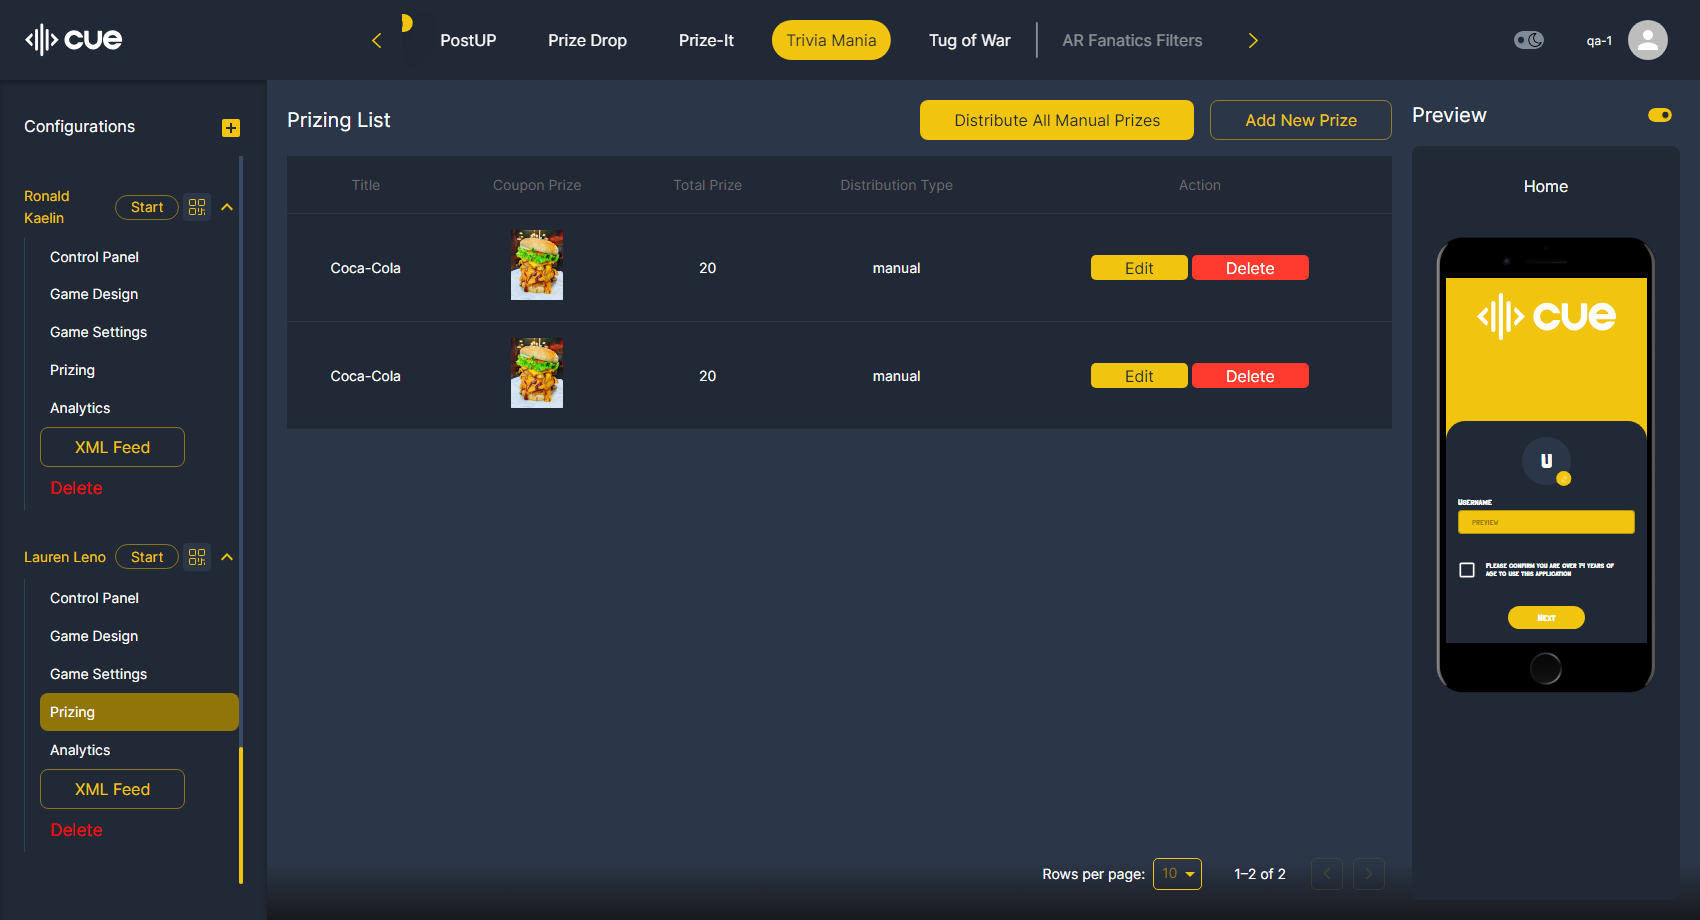 cue
PostUP
Prize Drop
Prize-It
Trivia Mania
Tug of War
AR Fanatics Filters
qa-1
Configurations
Ronald
Kaelin
Start
Control Panel
Game Design
Game Settings
Prizing
Analytics
XML Feed
Delete
Lauren Leno
Start
Control Panel
Game Design
Game Settings
Prizing
Analytics
XML Feed
Delete
Prizing List
Distribute All Manual Prizes
Add New Prize
Title
Coupon Prize
Total Prize
Distribution Type
Action
Coca-Cola
20
manual
Edit
Delete
Coca-Cola
20
manual
Edit
Delete
Rows per page:
10
1–2 of 2
Preview
Home
cue
U
Username
PREVIEW
Please confirm you are over 14 years of
age to use this application
Next